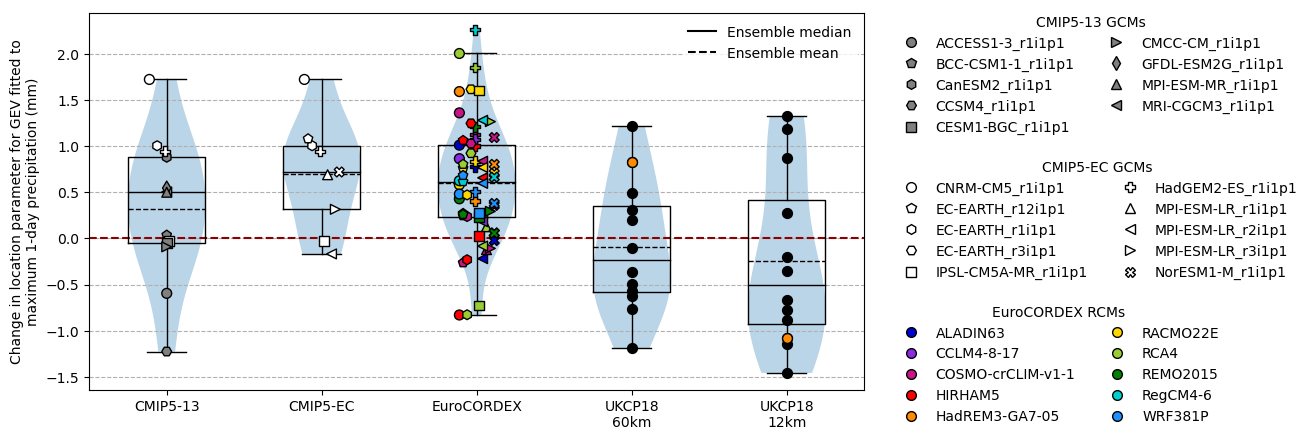 Change in location parameter for GEV fitted to
maximum 1-day precipitation (mm)
2.0
1.5
1.0
0.5
0.0
−0.5
−1.0
−1.5
Ensemble median
Ensemble mean
CMIP5-13
CMIP5-EC
EuroCORDEX
UKCP18
60km
UKCP18
12km
CMIP5-13 GCMs
ACCESS1-3_r1i1p1
BCC-CSM1-1_r1i1p1
CanESM2_r1i1p1
CCSM4_r1i1p1
CESM1-BGC_r1i1p1
CMCC-CM_r1i1p1
GFDL-ESM2G_r1i1p1
MPI-ESM-MR_r1i1p1
MRI-CGCM3_r1i1p1
CMIP5-EC GCMs
CNRM-CM5_r1i1p1
EC-EARTH_r12i1p1
EC-EARTH_r1i1p1
EC-EARTH_r3i1p1
IPSL-CM5A-MR_r1i1p1
HadGEM2-ES_r1i1p1
MPI-ESM-LR_r1i1p1
MPI-ESM-LR_r2i1p1
MPI-ESM-LR_r3i1p1
NorESM1-M_r1i1p1
EuroCORDEX RCMs
ALADIN63
CCLM4-8-17
COSMO-crCLIM-v1-1
HIRHAM5
HadREM3-GA7-05
RACMO22E
RCA4
REMO2015
RegCM4-6
WRF381P